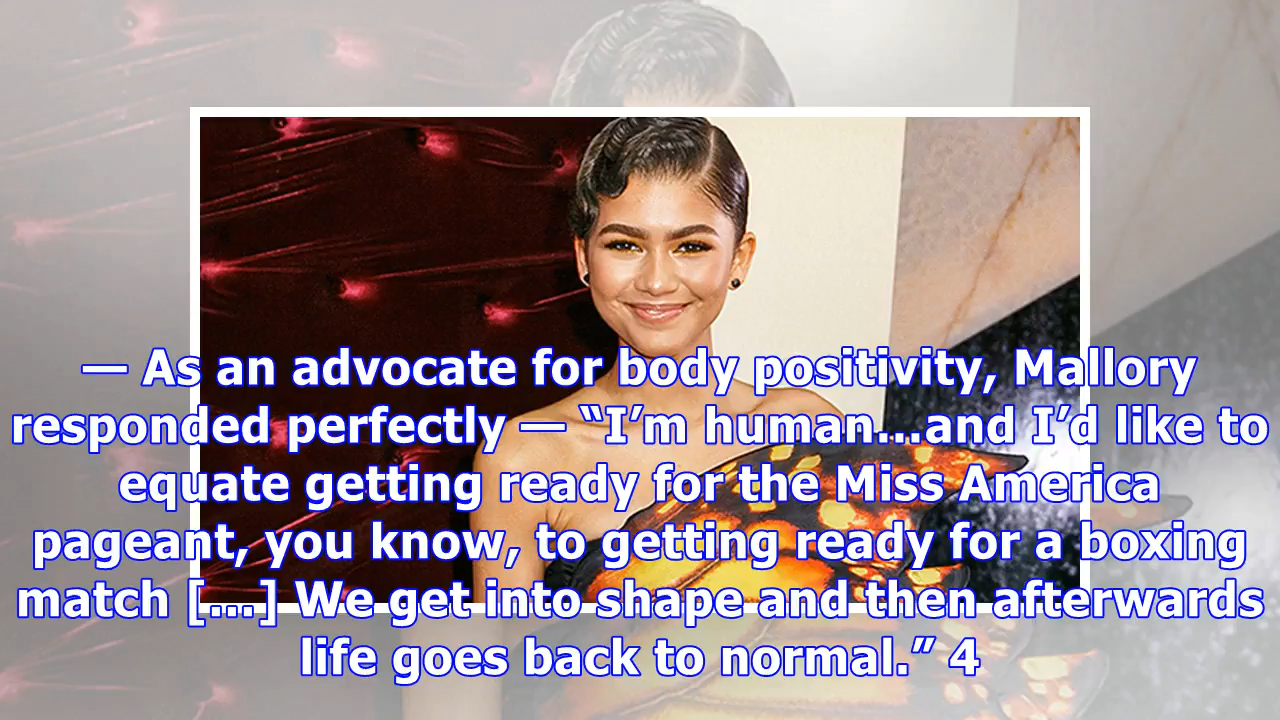 — As an advocate for body positivity, Mallory
responded perfectly — “I’m human...and I’d like to
equate getting ready for the Miss America
pageant, you know, to getting ready for a boxing
match [...] We get into shape and then afterwards
life goes back to normal.” 4